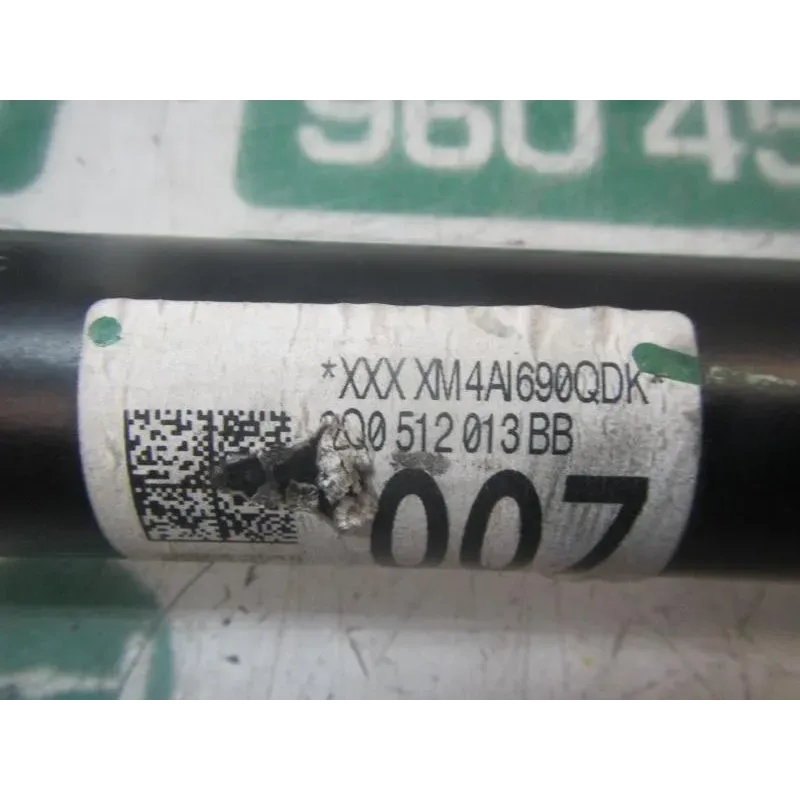 960 45
*XXX XM4AI690QDK*
2Q0 512 013 BB
007